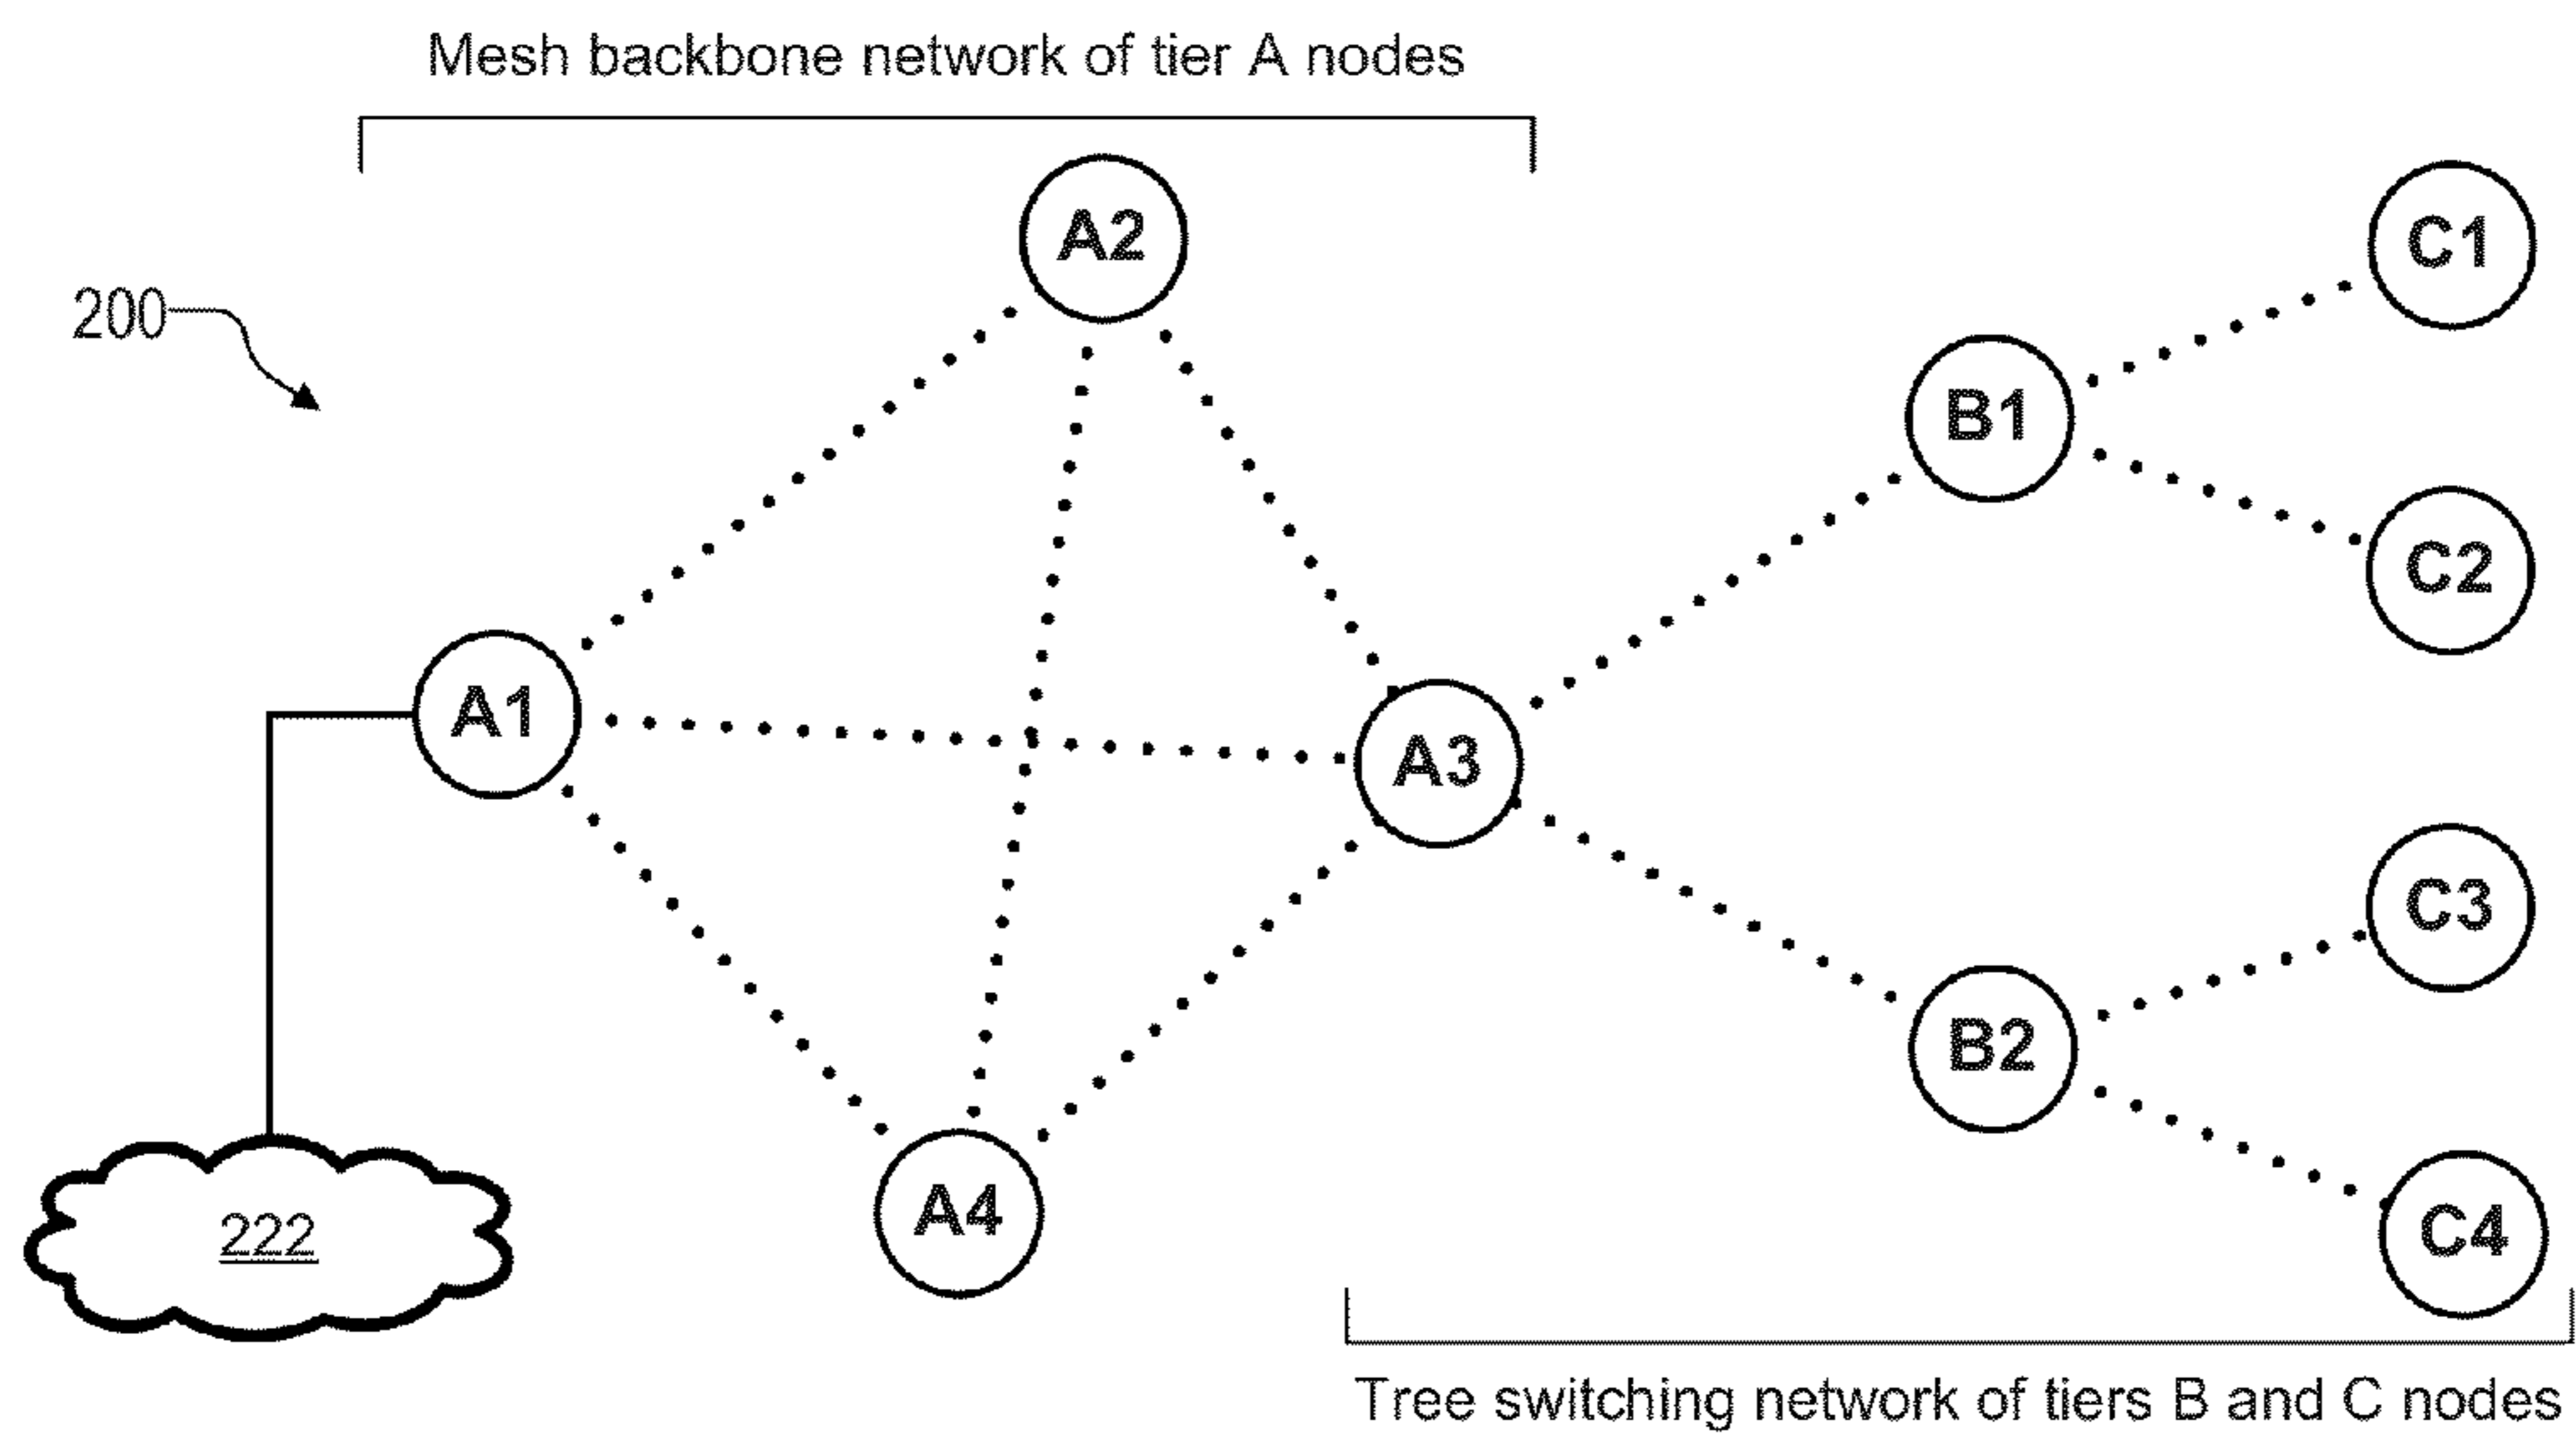 Mesh backbone network of tier A nodes
A2
C1
200
B1
C2
A1
A3
C3
B2
A4
C4
222
Tree switching network of tiers B and C nodes